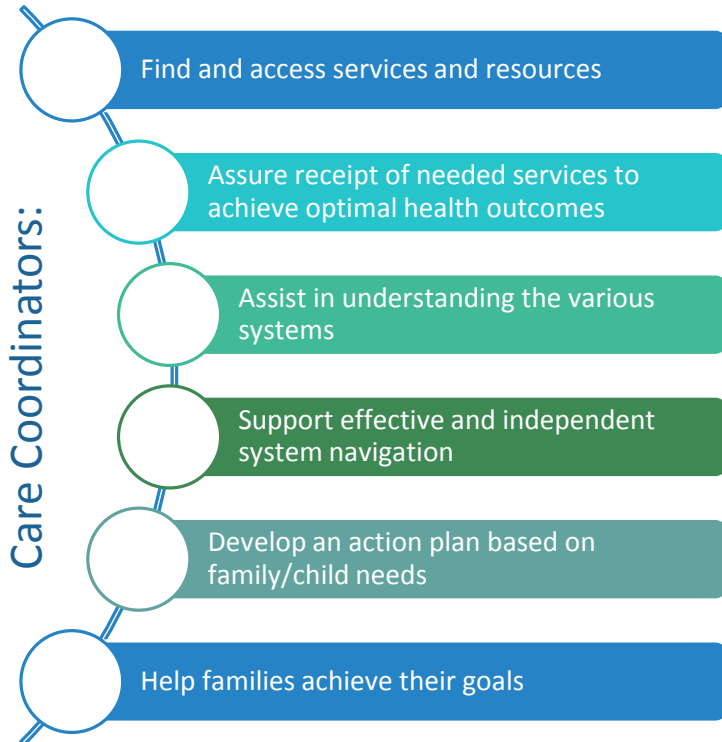 Care Coordinators:
Find and access services and resources
Assure receipt of needed services to
achieve optimal health outcomes
Assist in understanding the various
systems
Support effective and independent
system navigation
Develop an action plan based on
family/child needs
Help families achieve their goals